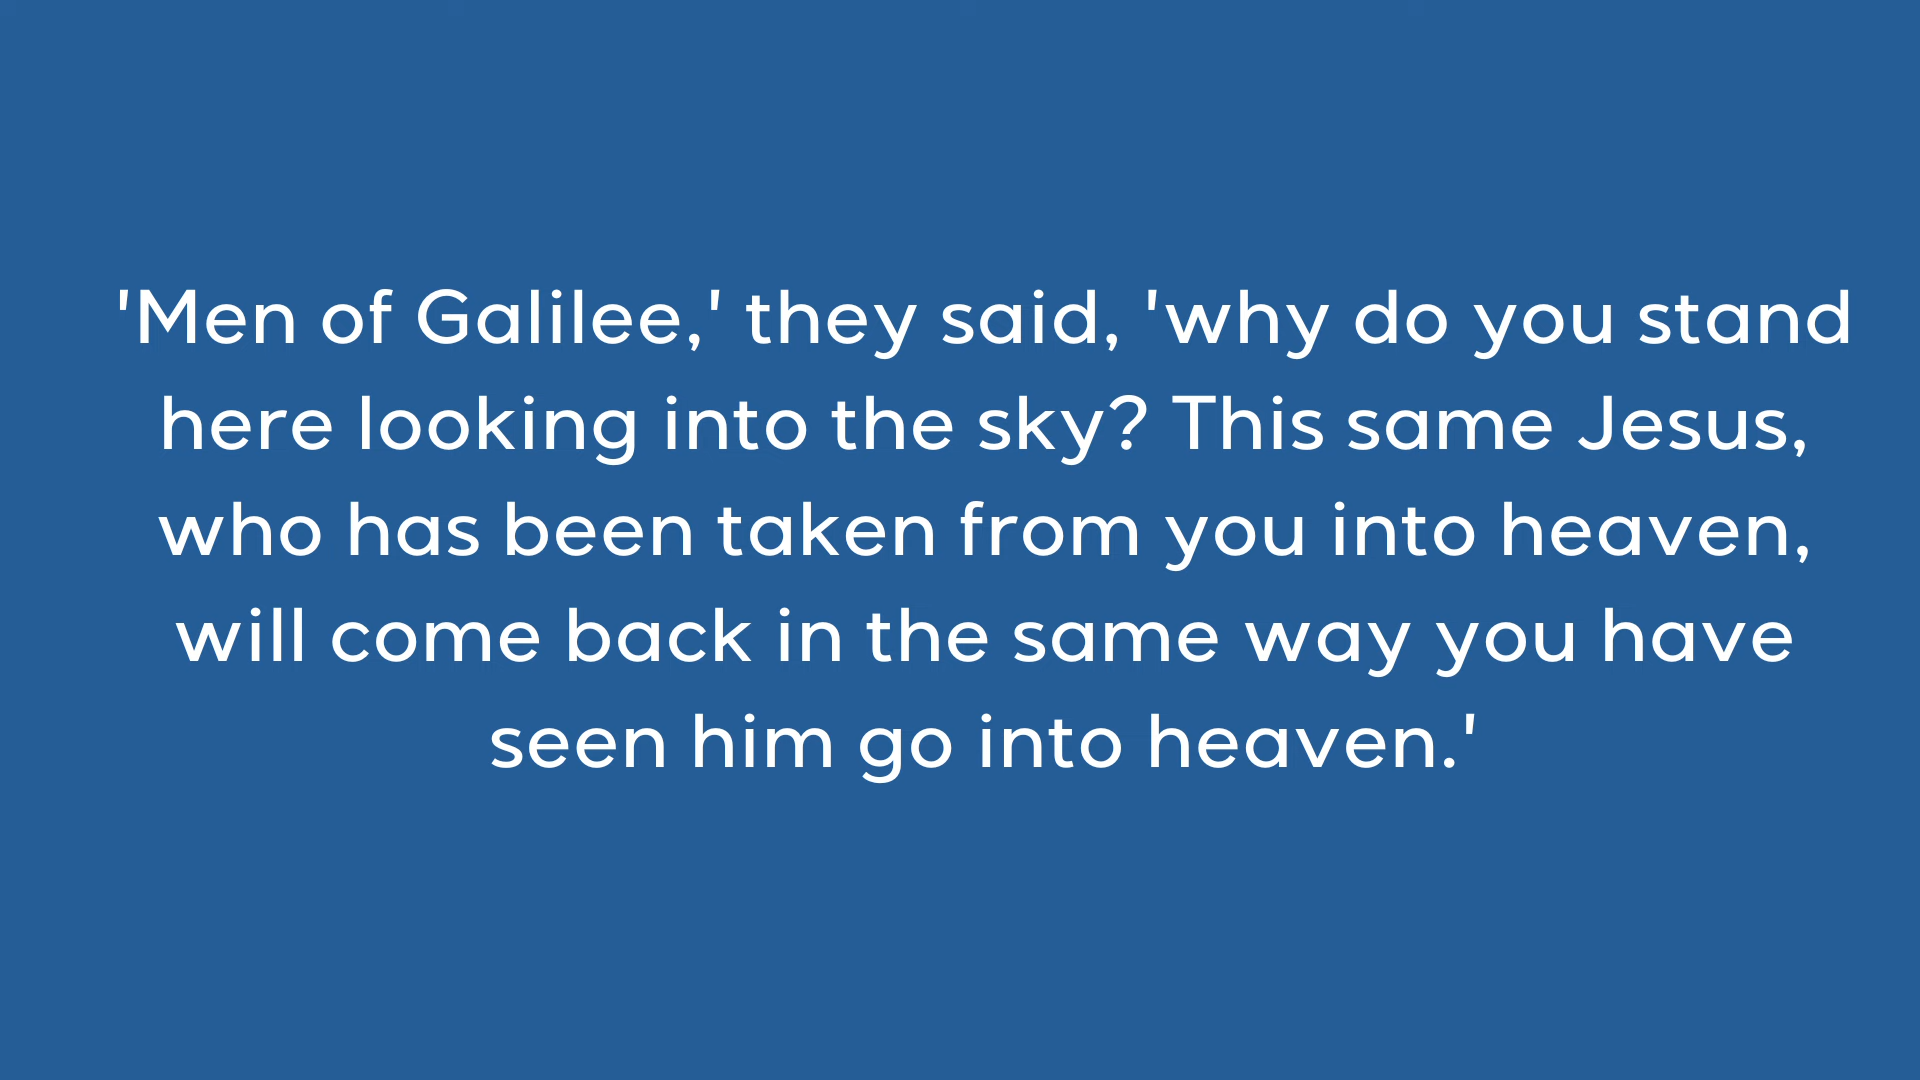 'Men of Galilee,' they said, 'why do you stand
here looking into the sky? This same Jesus,
who has been taken from you into heaven,
will come back in the same way you have
seen him go into heaven.'